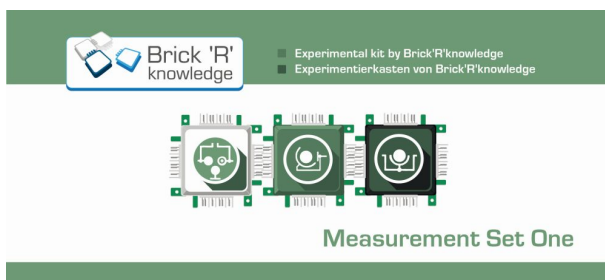 Brick 'R'
knowledge
Experimental kit by Brick'R'knowledge
Experimentierkasten von Brick'R'knowledge
Measurement Set One